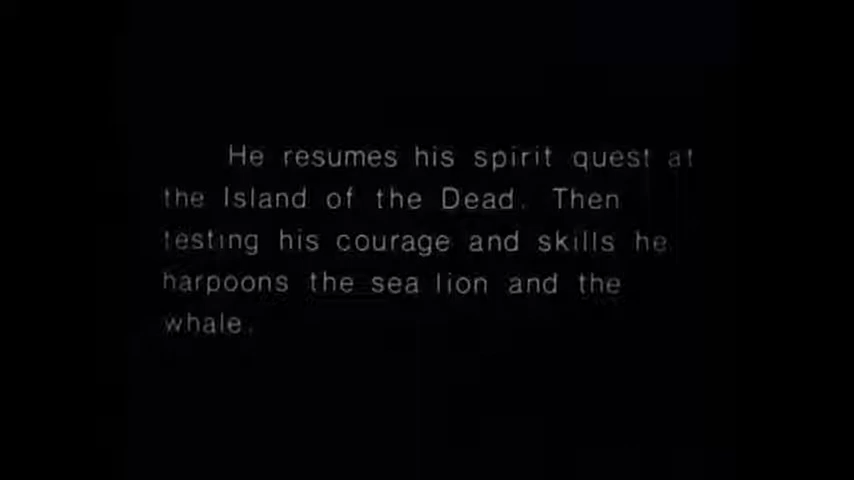 He resumes his spirit quest at
the Island of the Dead. Then
testing his courage and skills he
harpoons the sea lion and the
whale.